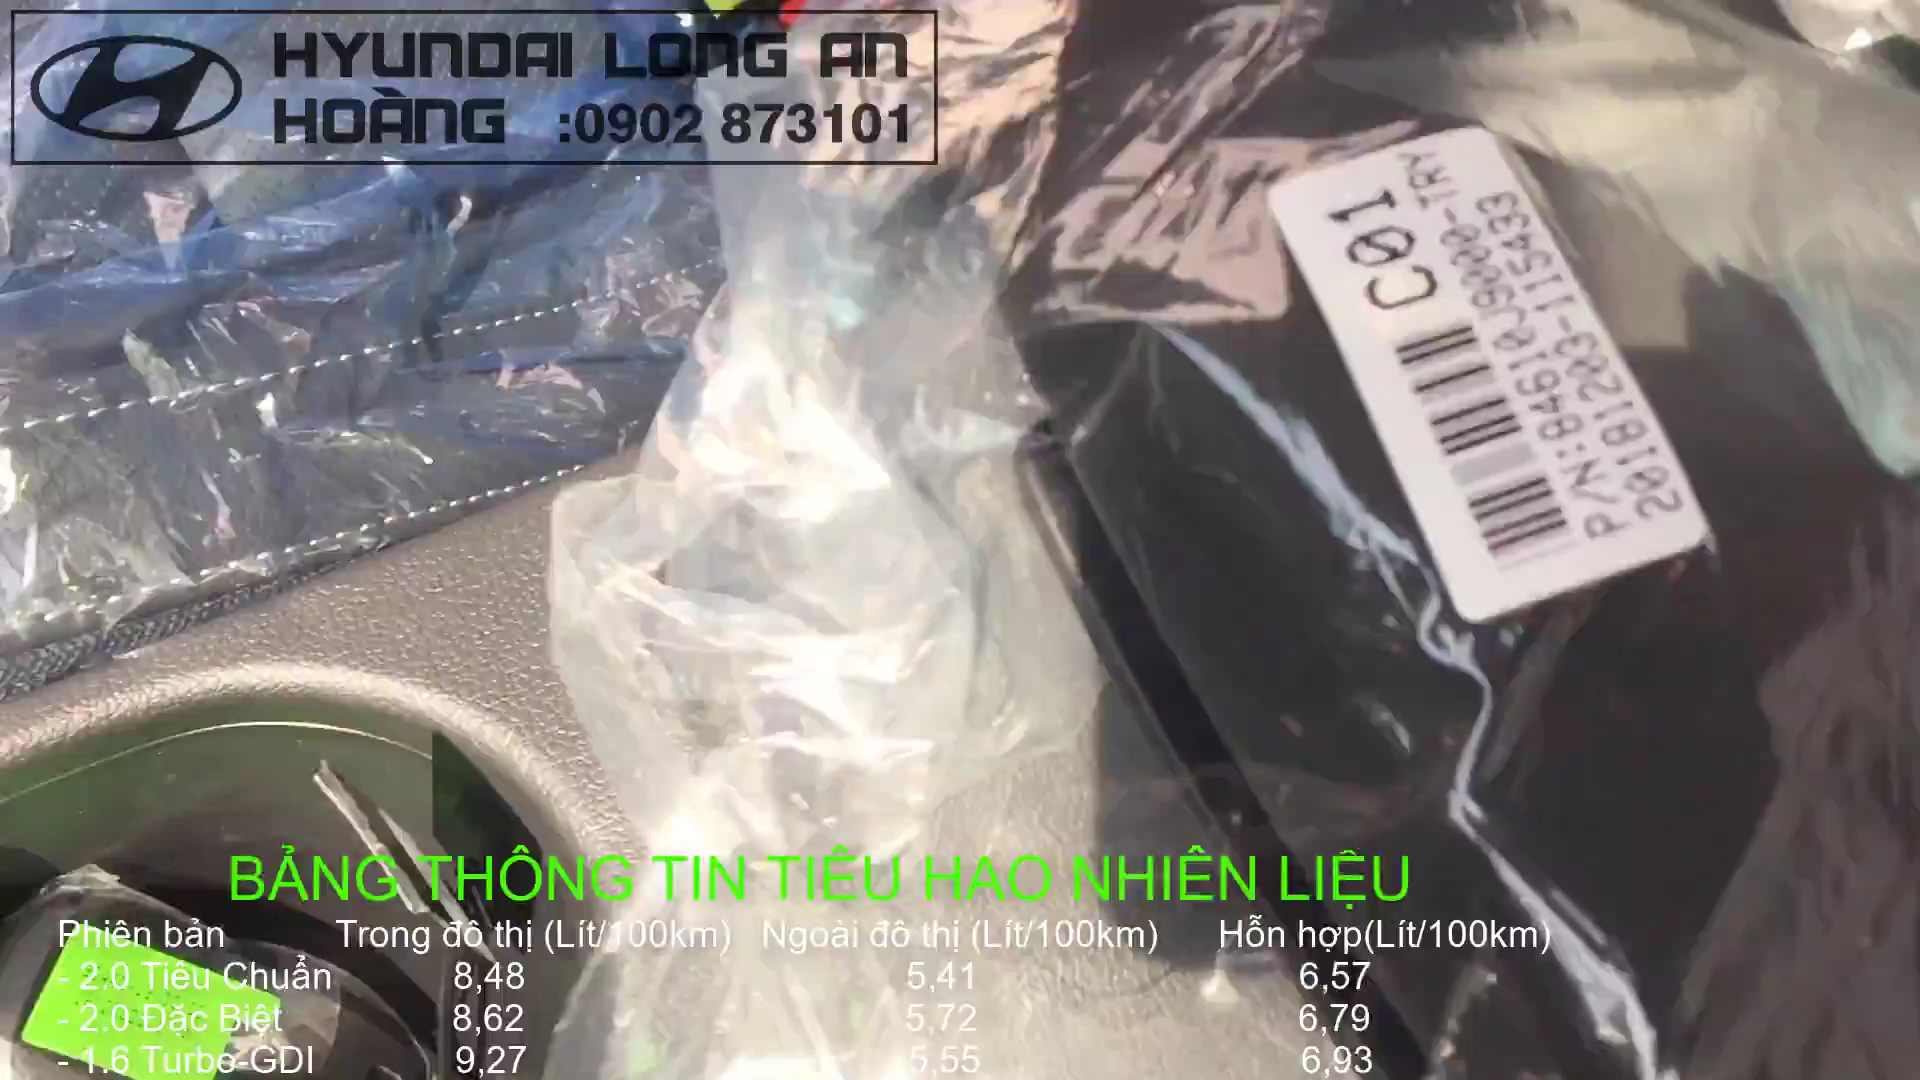 HYUNDAI LONG AN
HOÀNG :0902 873101
C01
P/N:84610J9000-TRY
20181203-115433
BẢNG THÔNG TIN TIÊU HAO NHIÊN LIỆU
Phiên bản Trong đô thị (Lít/100km) Ngoài đô thị (Lít/100km) Hỗn hợp(Lít/100km)
- 2.0 Tiêu Chuẩn 8,48 5,41 6,57
- 2.0 Đặc Biệt 8,62 5,72 6,79
- 1.6 Turbo-GDI 9,27 5,55 6,93